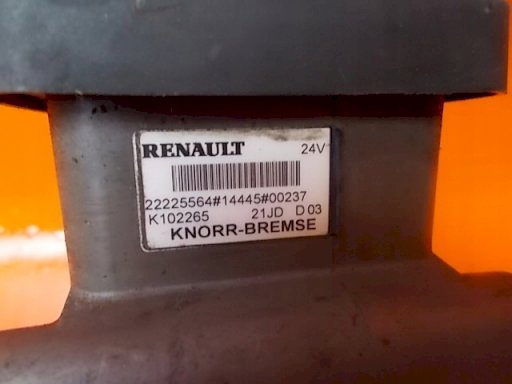 RENAULT 24V
22225564#14445#00237
K102265 21JD D03
KNORR-BREMSE